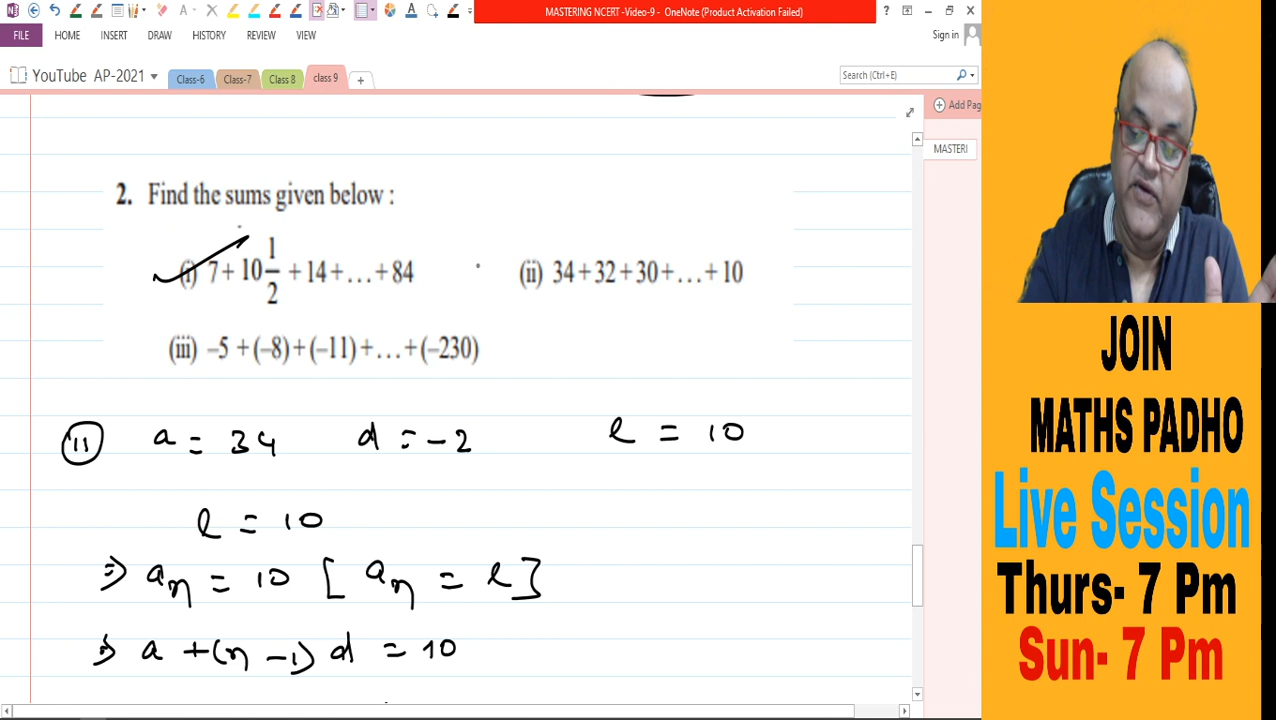 MASTERING NCERT -Video-9 - OneNote (Product Activation Failed)
FILE HOME INSERT DRAW HISTORY REVIEW VIEW
Sign in
YouTube AP-2021
Class-6 Class-7 Class 8 class 9
Search (Ctrl+E)
Add Pag
MASTERI
2. Find the sums given below :
(i) 7 + 10 1/2 + 14 + ... + 84
(ii) 34 + 32 + 30 + ... + 10
(iii) –5 + (–8) + (–11) + ... + (–230)
(ii) a = 34 d = -2 l = 10
l = 10
⇒ aₙ = 10 [ aₙ = l ]
⇒ a + (n - 1) d = 10
JOIN
MATHS PADHO
Live Session
Thurs- 7 Pm
Sun- 7 Pm